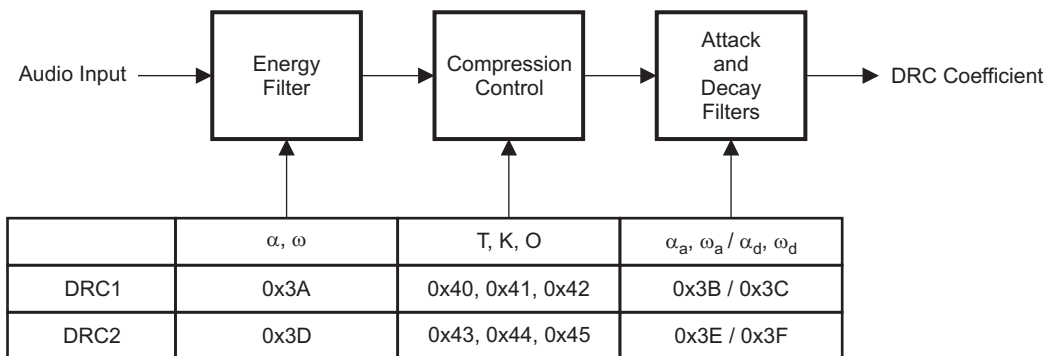 Audio Input
Energy
Filter
Compression
Control
Attack
and
Decay
Filters
DRC Coefficient
α, ω
T, K, O
αa, ωa / αd, ωd
DRC1
0x3A
0x40, 0x41, 0x42
0x3B / 0x3C
DRC2
0x3D
0x43, 0x44, 0x45
0x3E / 0x3F